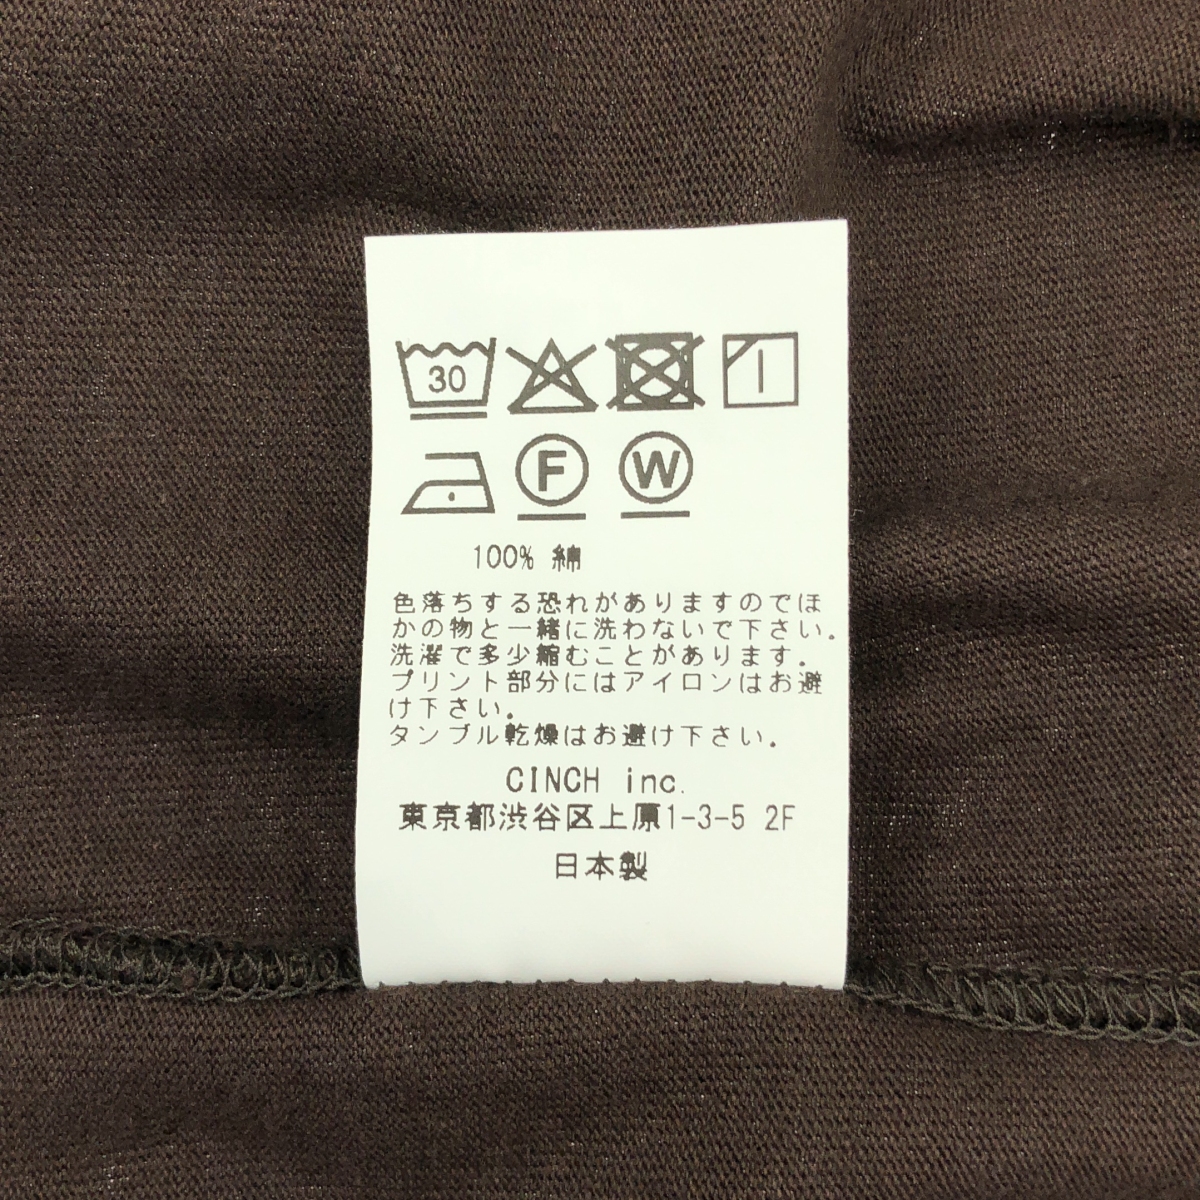 30
F W
100% 綿
色落ちする恐れがありますのでほ
かの物と一緒に洗わないで下さい。
洗濯で多少縮むことがあります。
プリント部分にはアイロンはお避
け下さい。
タンブル乾燥はお避け下さい。
CINCH inc.
東京都渋谷区上原1-3-5 2F
日本製